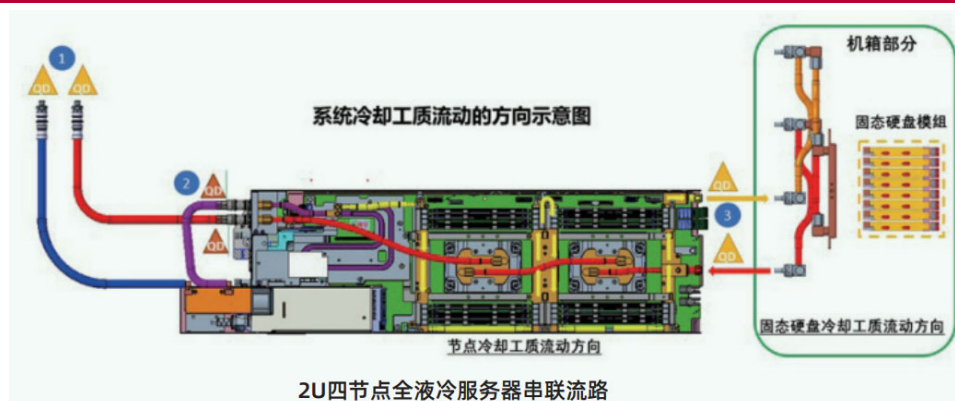 1
QD
QD
机箱部分
系统冷却工质流动的方向示意图
固态硬盘模组
2
QD
QD
QD
3
QD
固态硬盘冷却工质流动方向
节点冷却工质流动方向
2U四节点全液冷服务器串联流路